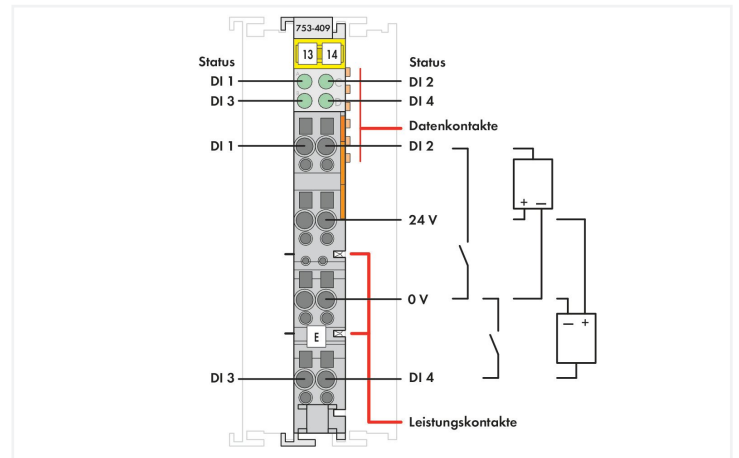 753-409
13 14
Status Status
DI 1 DI 2
DI 3 DI 4
Datenkontakte
DI 1 DI 2
+ −
24 V
0 V
− +
E
DI 3 DI 4
Leistungskontakte